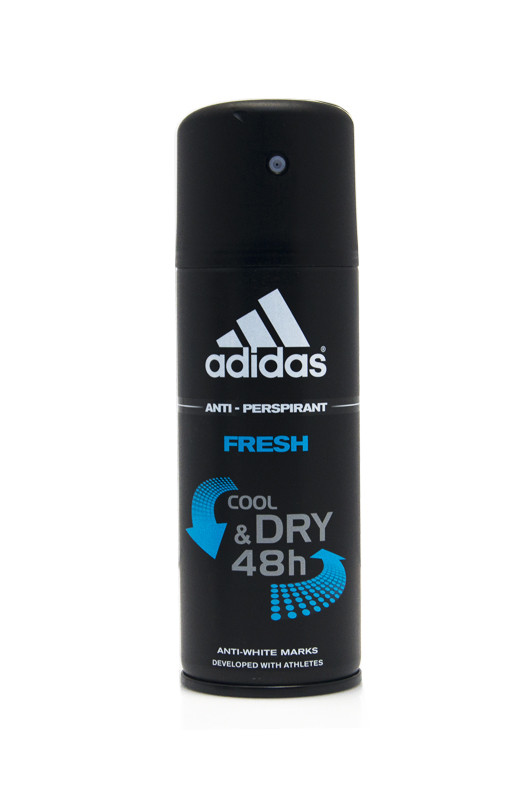 adidas®
ANTI - PERSPIRANT
FRESH
COOL
& DRY
48h
ANTI-WHITE MARKS
DEVELOPED WITH ATHLETES